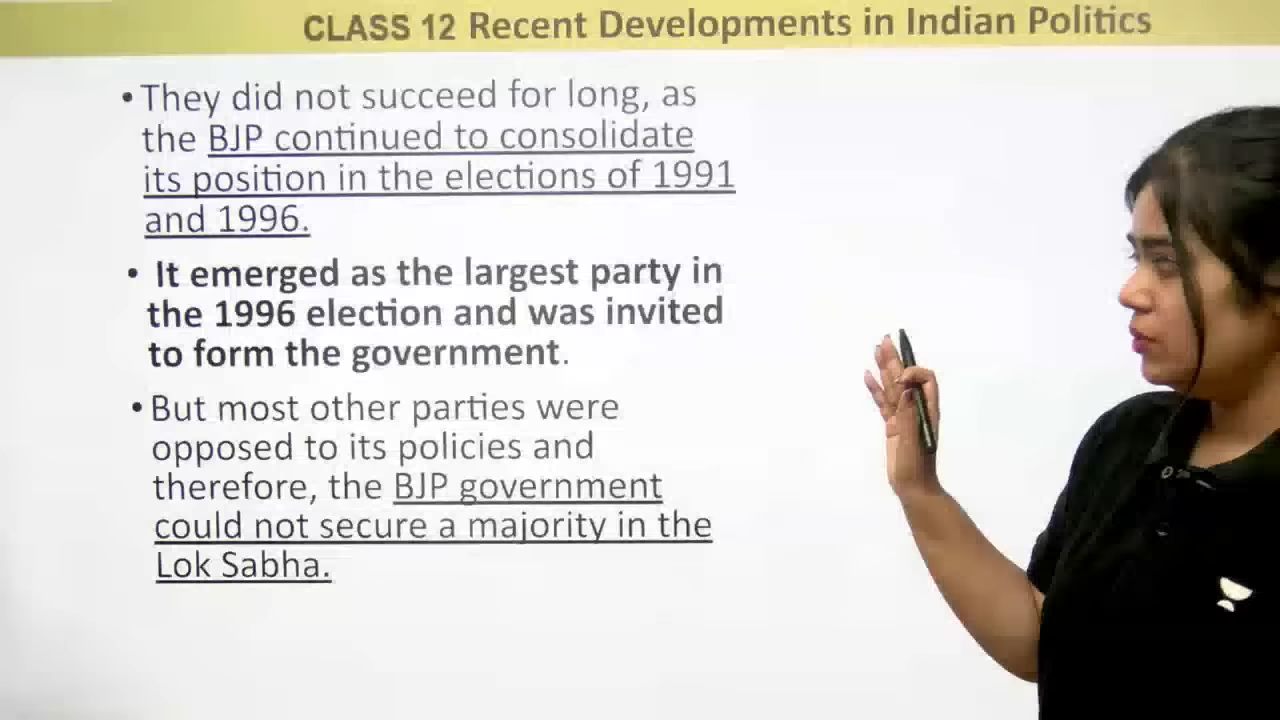 CLASS 12 Recent Developments in Indian Politics
• They did not succeed for long, as
the BJP continued to consolidate
its position in the elections of 1991
and 1996.
• It emerged as the largest party in
the 1996 election and was invited
to form the government.
• But most other parties were
opposed to its policies and
therefore, the BJP government
could not secure a majority in the
Lok Sabha.